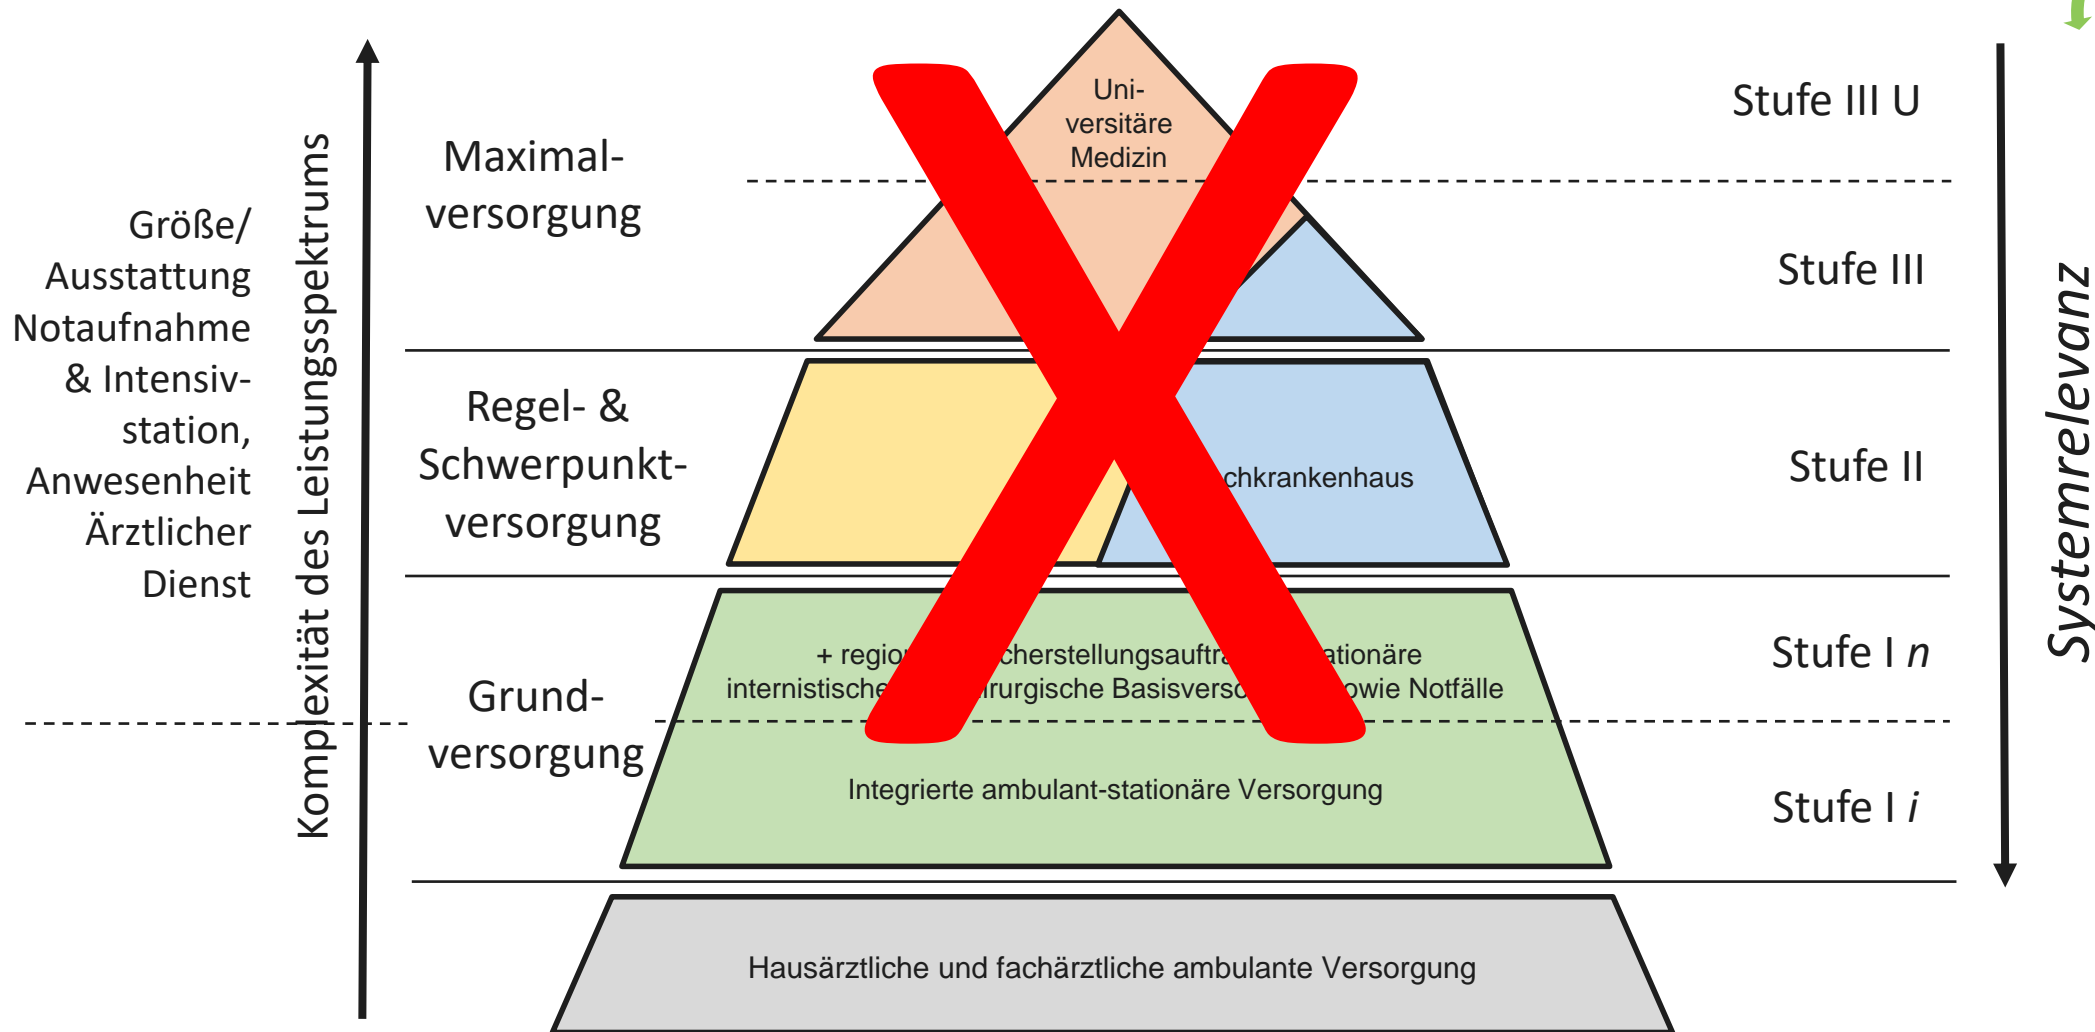 Größe/
Ausstattung
Notaufnahme
& Intensiv-
station,
Anwesenheit
Ärztlicher
Dienst
Komplexität des Leistungsspektrums
Maximal-
versorgung
Regel- &
Schwerpunkt-
versorgung
Grund-
versorgung
Uni-
versitäre
Medizin
chkrankenhaus
+ regio cherstellungsauftra ationäre
internistische irurgische Basisverso owie Notfälle
Integrierte ambulant-stationäre Versorgung
Hausärztliche und fachärztliche ambulante Versorgung
Stufe III U
Stufe III
Stufe II
Stufe I n
Stufe I i
Systemrelevanz